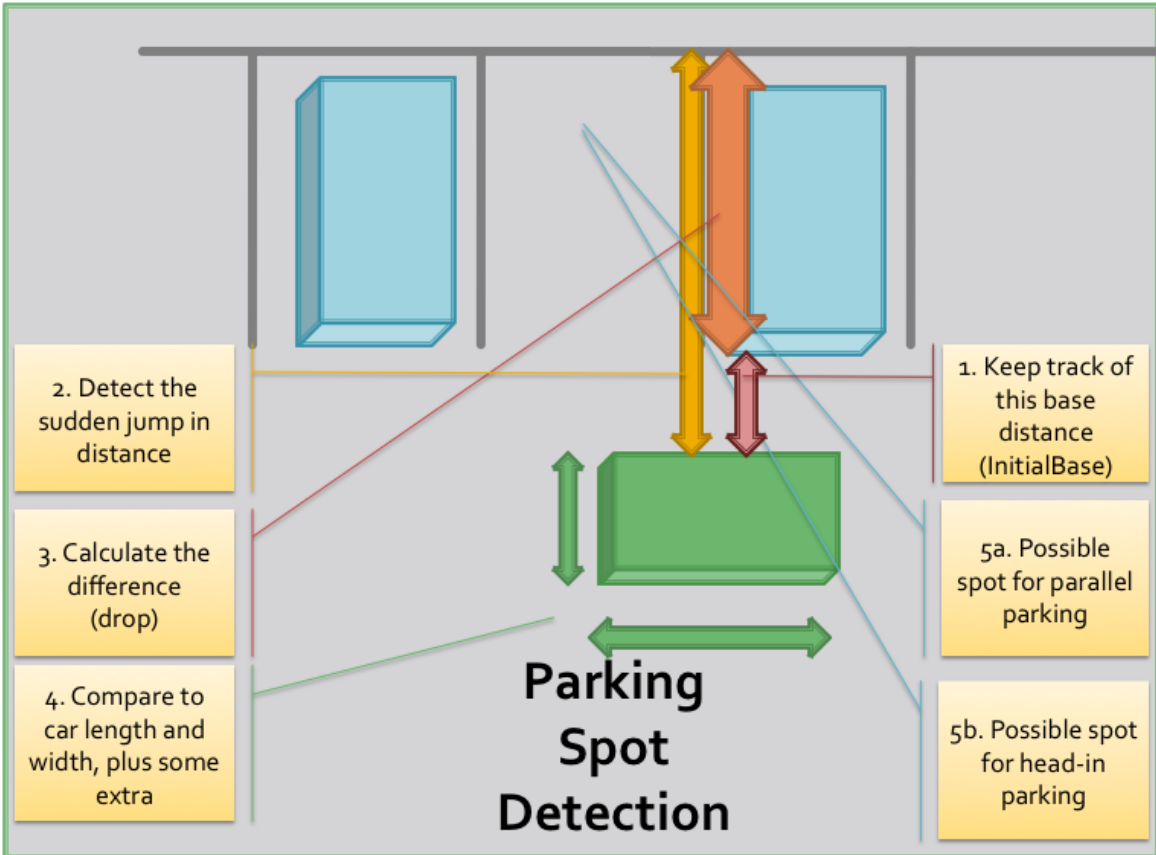 2. Detect the
sudden jump in
distance
3. Calculate the
difference
(drop)
4. Compare to
car length and
width, plus some
extra
1. Keep track of
this base
distance
(InitialBase)
5a. Possible
spot for parallel
parking
5b. Possible spot
for head-in
parking
Parking
Spot
Detection